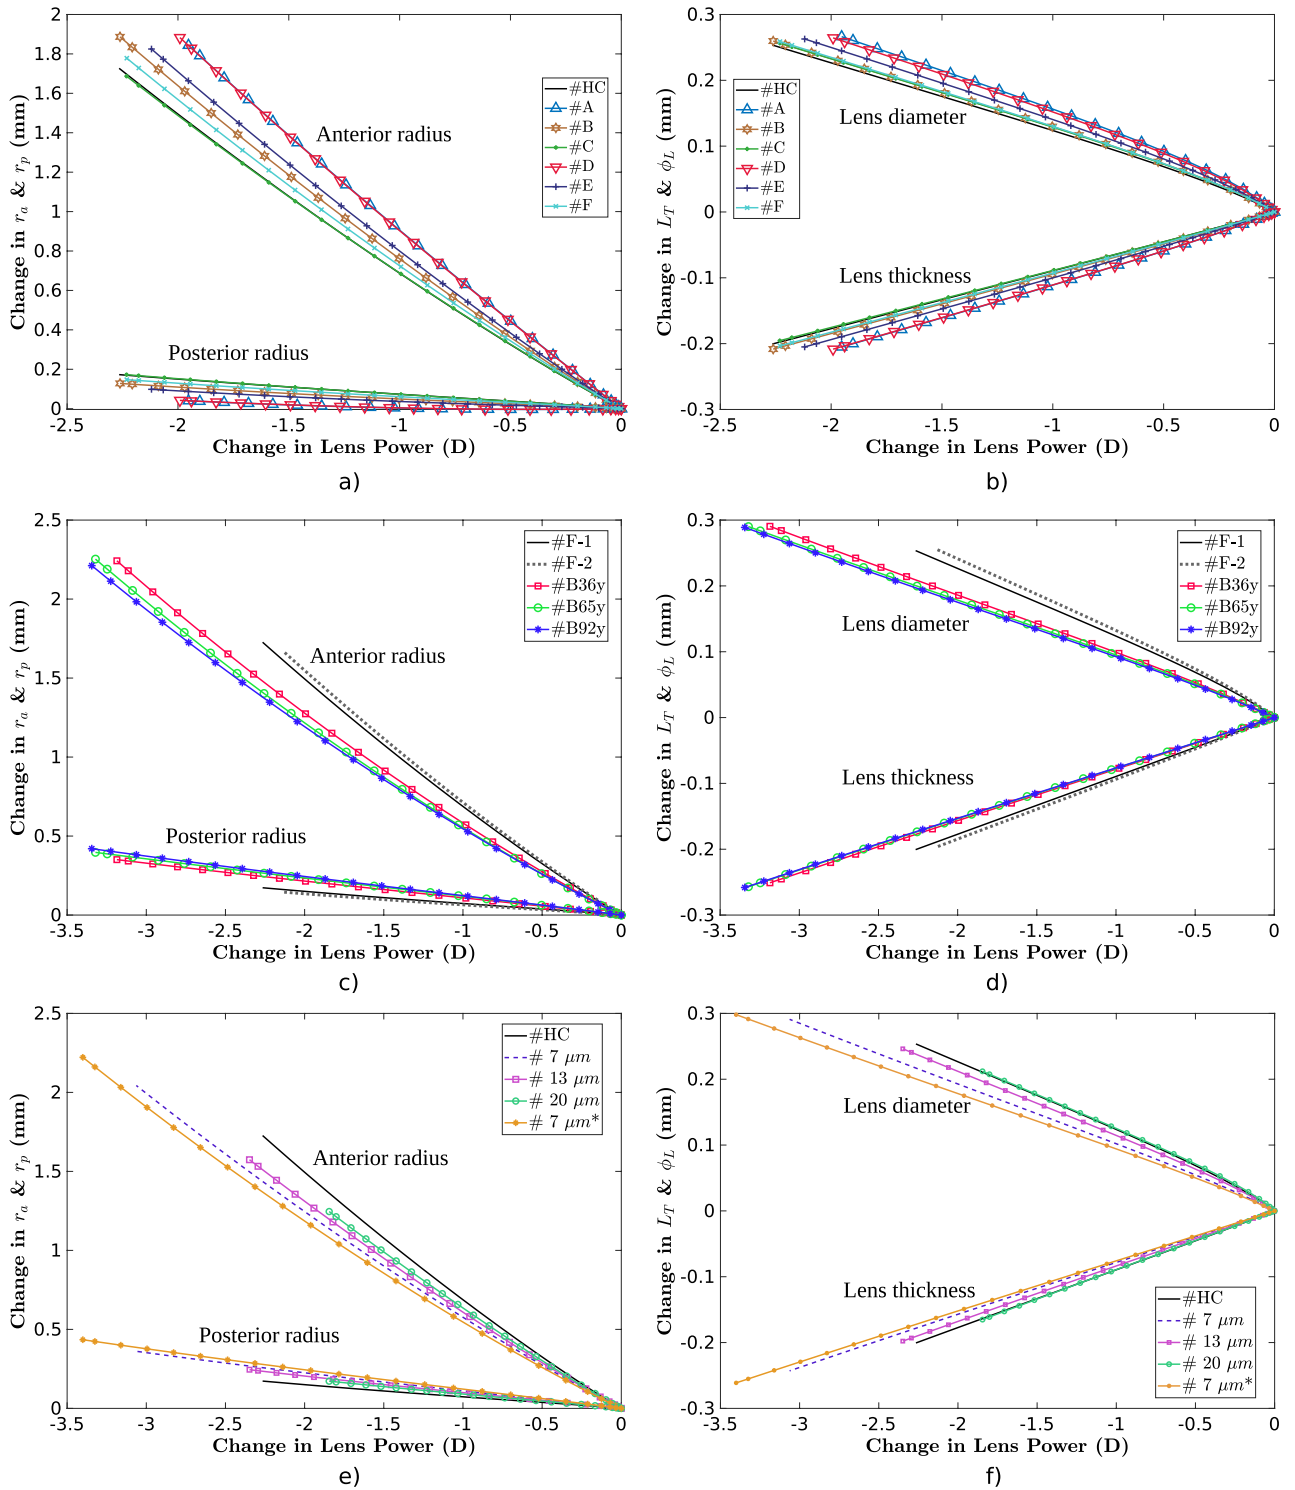 Change in r_a & r_p (mm)
2
1.8
1.6
1.4
1.2
1
0.8
0.6
0.4
0.2
0
Anterior radius
Posterior radius
#HC
#A
#B
#C
#D
#E
#F
-2.5 -2 -1.5 -1 -0.5 0
Change in Lens Power (D)
a)
Change in L_T & ϕ_L (mm)
0.3
0.2
0.1
0
-0.1
-0.2
-0.3
Lens diameter
Lens thickness
#HC
#A
#B
#C
#D
#E
#F
-2.5 -2 -1.5 -1 -0.5 0
Change in Lens Power (D)
b)
Change in r_a & r_p (mm)
2.5
2
1.5
1
0.5
0
Anterior radius
Posterior radius
#F-1
#F-2
#B36y
#B65y
#B92y
-3.5 -3 -2.5 -2 -1.5 -1 -0.5 0
Change in Lens Power (D)
c)
Change in L_T & ϕ_L (mm)
0.3
0.2
0.1
0
-0.1
-0.2
-0.3
Lens diameter
Lens thickness
#F-1
#F-2
#B36y
#B65y
#B92y
-3.5 -3 -2.5 -2 -1.5 -1 -0.5 0
Change in Lens Power (D)
d)
Change in r_a & r_p (mm)
2.5
2
1.5
1
0.5
0
Anterior radius
Posterior radius
#HC
# 7 μm
# 13 μm
# 20 μm
# 7 μm*
-3.5 -3 -2.5 -2 -1.5 -1 -0.5 0
Change in Lens Power (D)
e)
Change in L_T & ϕ_L (mm)
0.3
0.2
0.1
0
-0.1
-0.2
-0.3
Lens diameter
Lens thickness
#HC
# 7 μm
# 13 μm
# 20 μm
# 7 μm*
-3.5 -3 -2.5 -2 -1.5 -1 -0.5 0
Change in Lens Power (D)
f)